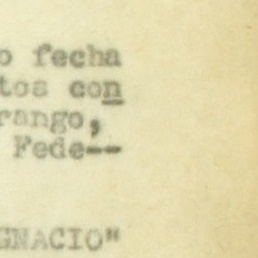 o fecha
tos con
rango,
Fede--
GNACIO"